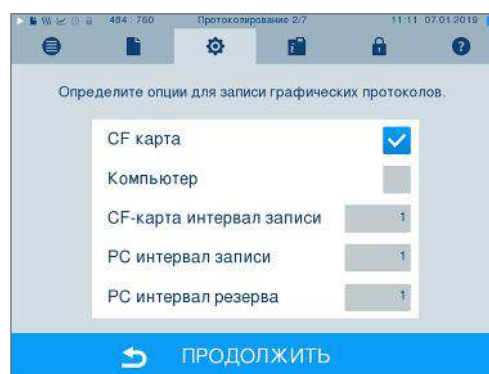 484 : 760 Протоколирование 2/7 11:11 07.01.2019
Определите опции для записи графических протоколов.
CF карта
Компьютер
CF-карта интервал записи 1
PC интервал записи 1
PC интервал резерва 1
ПРОДОЛЖИТЬ